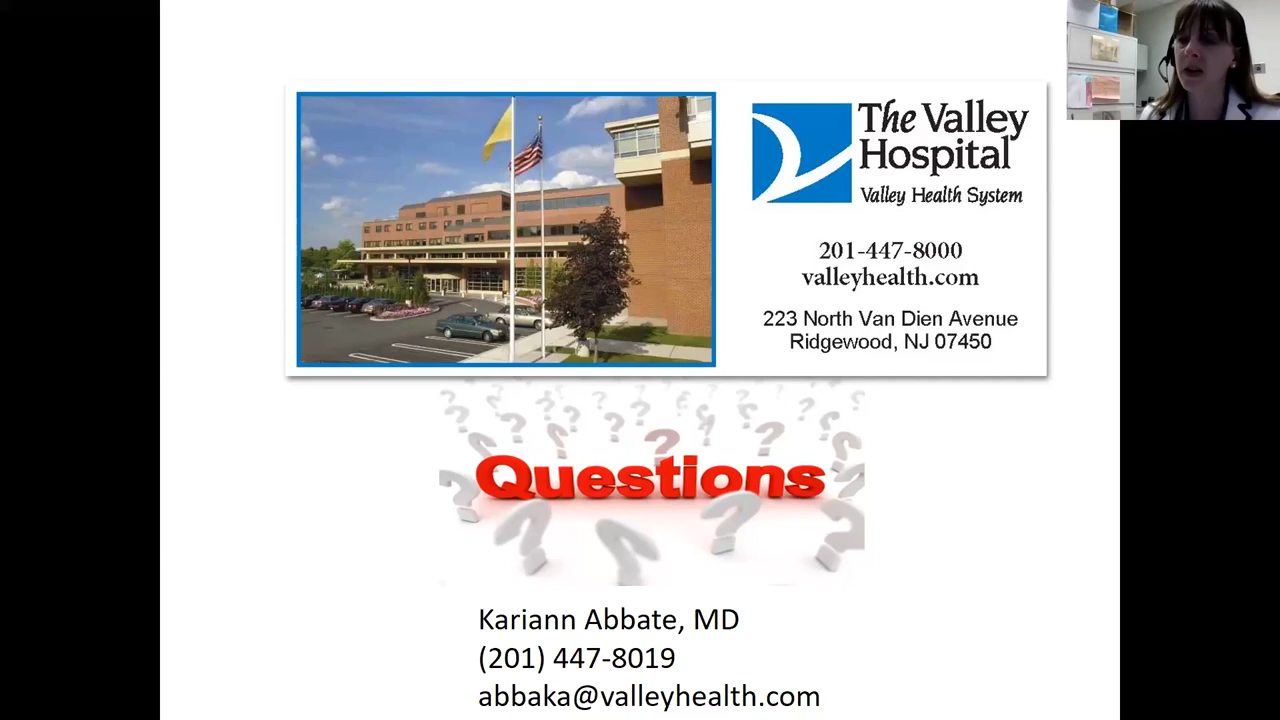 The Valley
Hospital
Valley Health System
201-447-8000
valleyhealth.com
223 North Van Dien Avenue
Ridgewood, NJ 07450
Questions
Kariann Abbate, MD
(201) 447-8019
abbaka@valleyhealth.com